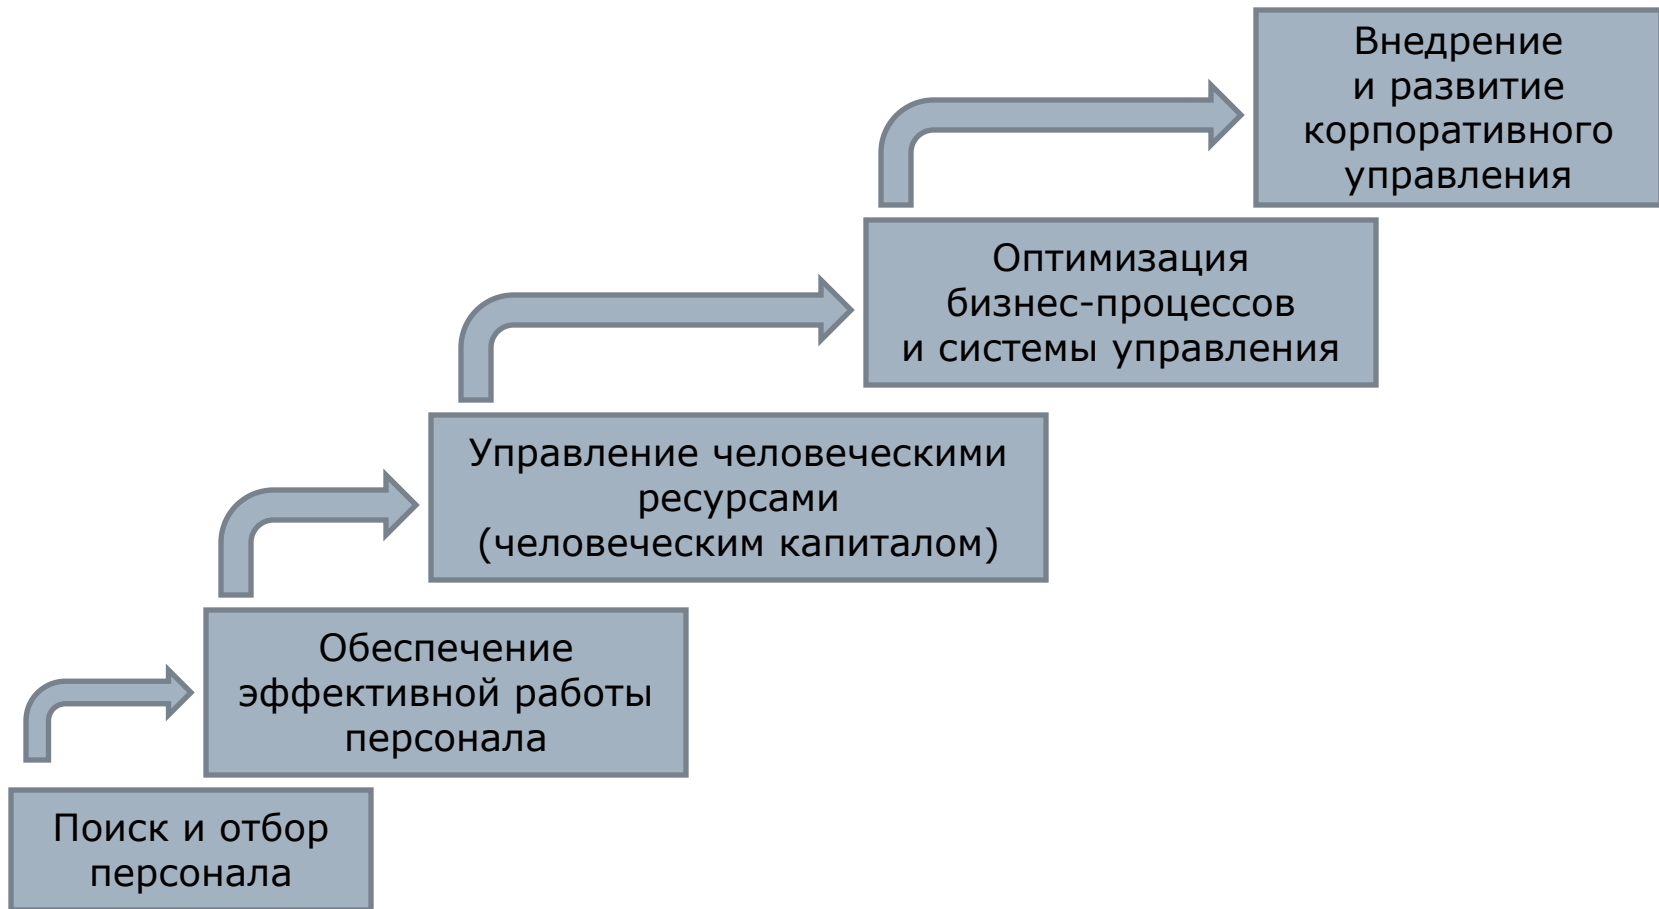 Внедрение
и развитие
корпоративного
управления
Оптимизация
бизнес-процессов
и системы управления
Управление человеческими
ресурсами
(человеческим капиталом)
Обеспечение
эффективной работы
персонала
Поиск и отбор
персонала